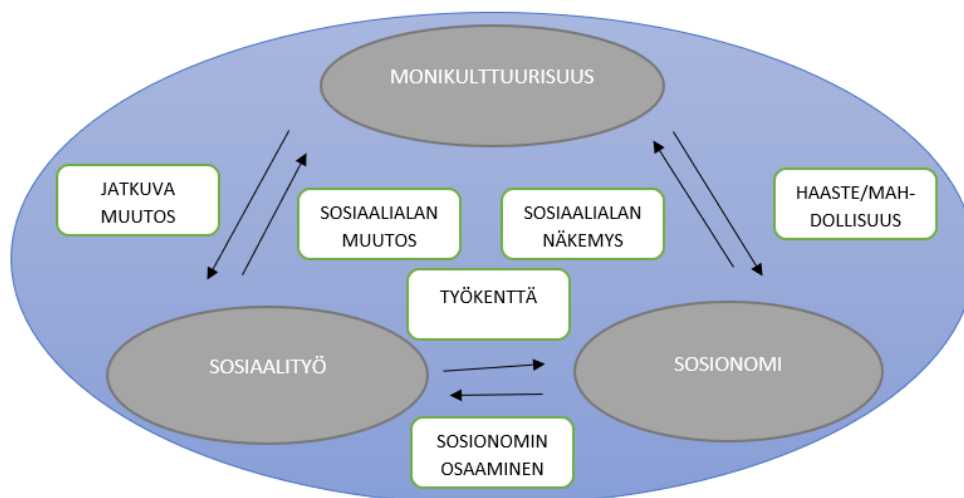 MONIKULTTUURISUUS
JATKUVA
MUUTOS
SOSIAALIALAN
MUUTOS
SOSIAALIALAN
NÄKEMYS
HAASTE/MAH-
DOLLISUUS
TYÖKENTTÄ
SOSIAALITYÖ
SOSIONOMI
SOSIONOMIN
OSAAMINEN